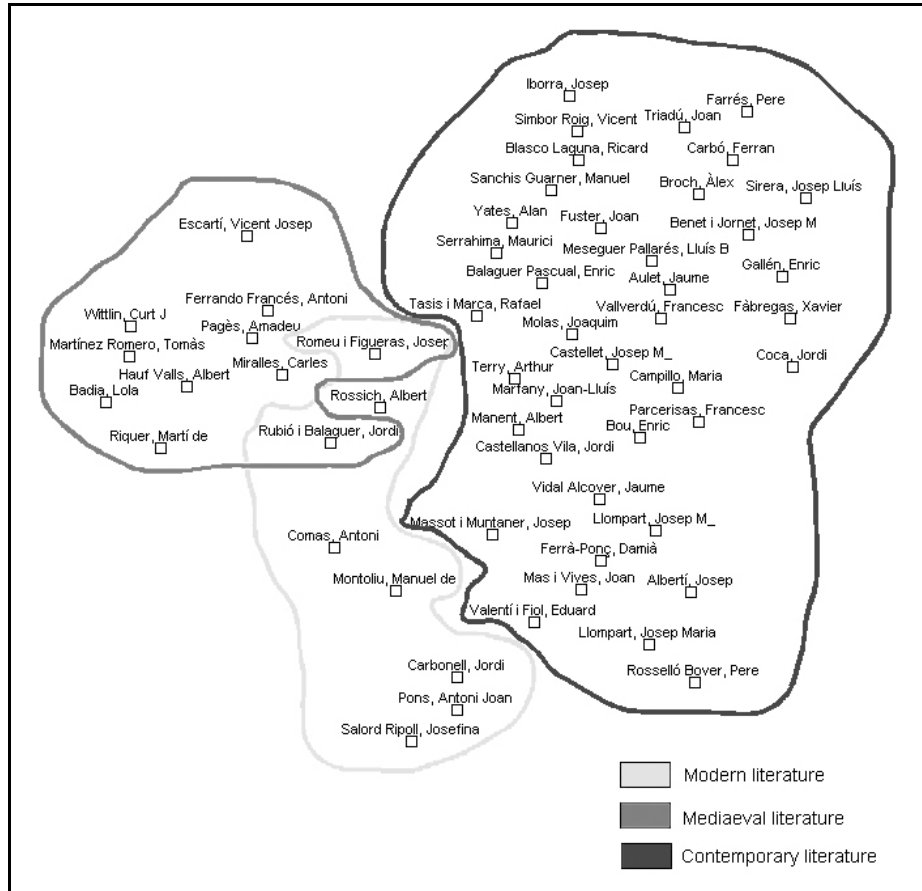 Iborra, Josep
Farrés, Pere
Simbor Roig, Vicent
Triadú, Joan
Blasco Laguna, Ricard
Carbó, Ferran
Sanchis Guarner, Manuel
Broch, Àlex
Sirera, Josep Lluís
Escartí, Vicent Josep
Yates, Alan
Fuster, Joan
Benet i Jornet, Josep M
Serrahima, Maurici
Meseguer Pallarés, Lluís B
Balaguer Pascual, Enric
Aulet, Jaume
Gallén, Enric
Ferrando Francés, Antoni
Tasis i Marca, Rafael
Vallverdú, Francesc
Fàbregas, Xavier
Wittlin, Curt J
Pagès, Amadeu
Molas, Joaquim
Martínez Romero, Tomàs
Romeu i Figueras, Josep
Castellet, Josep M_
Coca, Jordi
Miralles, Carles
Terry, Arthur
Hauf Valls, Albert
Campillo, Maria
Badia, Lola
Rossich, Albert
Marfany, Joan-Lluís
Parcerisas, Francesc
Manent, Albert
Bou, Enric
Riquer, Martí de
Rubió i Balaguer, Jordi
Castellanos Vila, Jordi
Vidal Alcover, Jaume
Massot i Muntaner, Josep
Llompart, Josep M_
Comas, Antoni
Ferrà-Ponç, Damià
Montoliu, Manuel de
Mas i Vives, Joan
Albertí, Josep
Valentí i Fiol, Eduard
Llompart, Josep Maria
Carbonell, Jordi
Rosselló Bover, Pere
Pons, Antoni Joan
Salord Ripoll, Josefina
Modern literature
Mediaeval literature
Contemporary literature